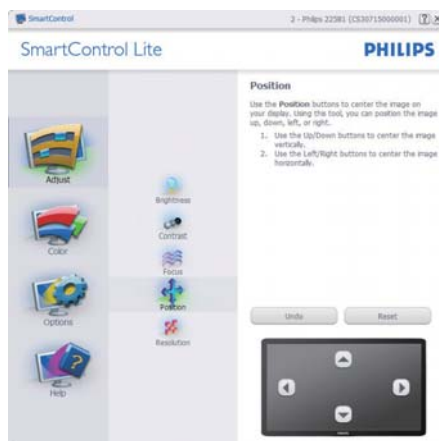 SmartControl
2 - Philips 225B1 (CS30715000001)
SmartControl Lite
PHILIPS
Adjust
Color
Options
Help
Brightness
Contrast
Focus
Position
Resolution
Position
Use the Position buttons to center the image on
your display. Using the tool, you can position the image
up, down, left, or right.
1. Use the Up/Down buttons to center the image
vertically.
2. Use the Left/Right buttons to center the image
horizontally.
Undo
Reset